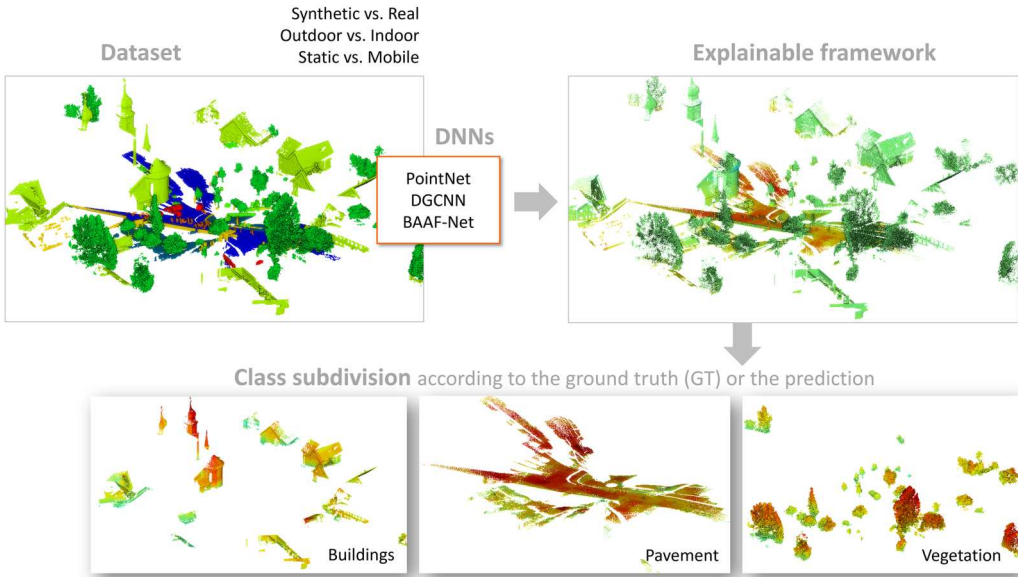 Synthetic vs. Real
Outdoor vs. Indoor
Static vs. Mobile
Dataset
Explainable framework
DNNs
PointNet
DGCNN
BAAF-Net
Class subdivision according to the ground truth (GT) or the prediction
Buildings
Pavement
Vegetation